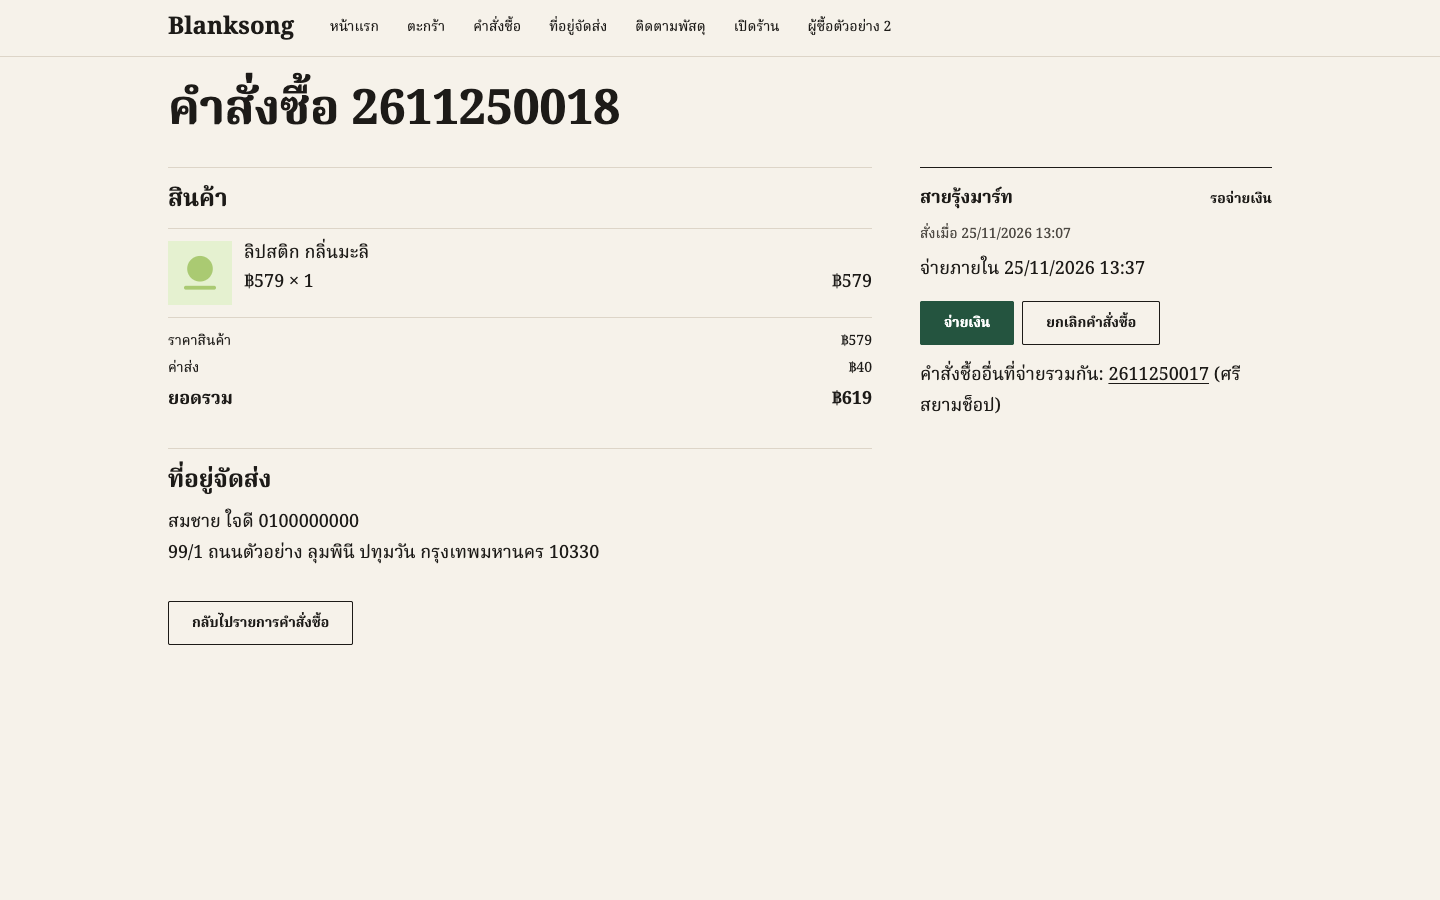 Blanksong
หน้าแรก
ตะกร้า
คำสั่งซื้อ
ที่อยู่จัดส่ง
ติดตามพัสดุ
เปิดร้าน
ผู้ซื้อตัวอย่าง 2
คำสั่งซื้อ 2611250018
สินค้า
ลิปสติก กลิ่นมะลิ
฿579 × 1
฿579
ราคาสินค้า
฿579
ค่าส่ง
฿40
ยอดรวม
฿619
ที่อยู่จัดส่ง
สมชาย ใจดี 0100000000
99/1 ถนนตัวอย่าง ลุมพินี ปทุมวัน กรุงเทพมหานคร 10330
กลับไปรายการคำสั่งซื้อ
สายรุ้งมาร์ท
รอจ่ายเงิน
สั่งเมื่อ 25/11/2026 13:07
จ่ายภายใน 25/11/2026 13:37
จ่ายเงิน
ยกเลิกคำสั่งซื้อ
คำสั่งซื้ออื่นที่จ่ายรวมกัน: 2611250017 (ศรี
สยามช็อป)